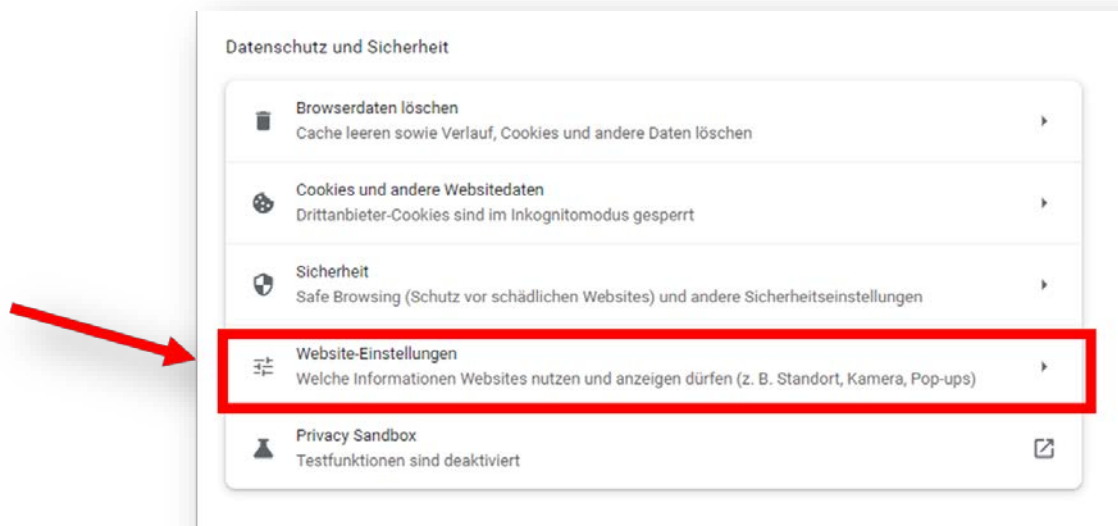 Datenschutz und Sicherheit
Browserdaten löschen
Cache leeren sowie Verlauf, Cookies und andere Daten löschen
Cookies und andere Websitedaten
Drittanbieter-Cookies sind im Inkognitomodus gesperrt
Sicherheit
Safe Browsing (Schutz vor schädlichen Websites) und andere Sicherheitseinstellungen
Website-Einstellungen
Welche Informationen Websites nutzen und anzeigen dürfen (z. B. Standort, Kamera, Pop-ups)
Privacy Sandbox
Testfunktionen sind deaktiviert